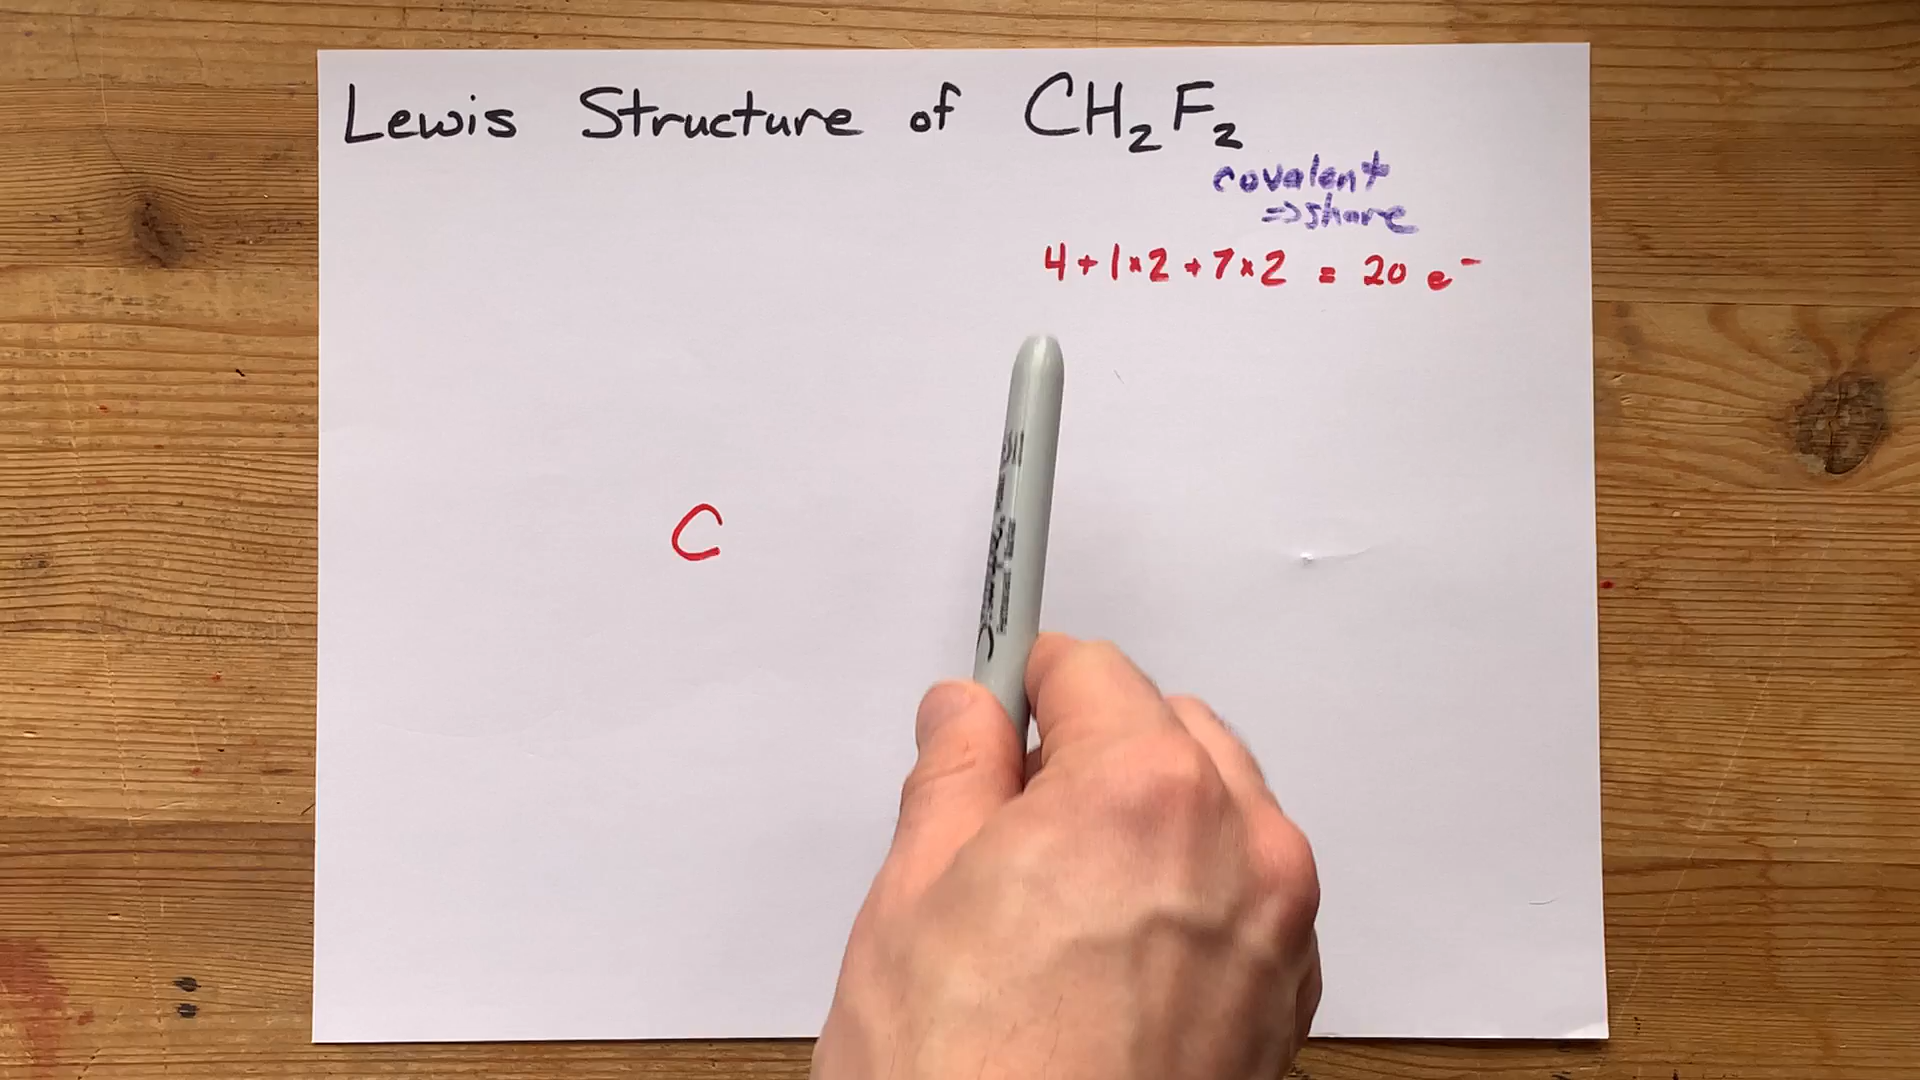 Lewis Structure of CH₂F₂
covalent
⇒share
4+1×2+7×2 = 20 e⁻
C